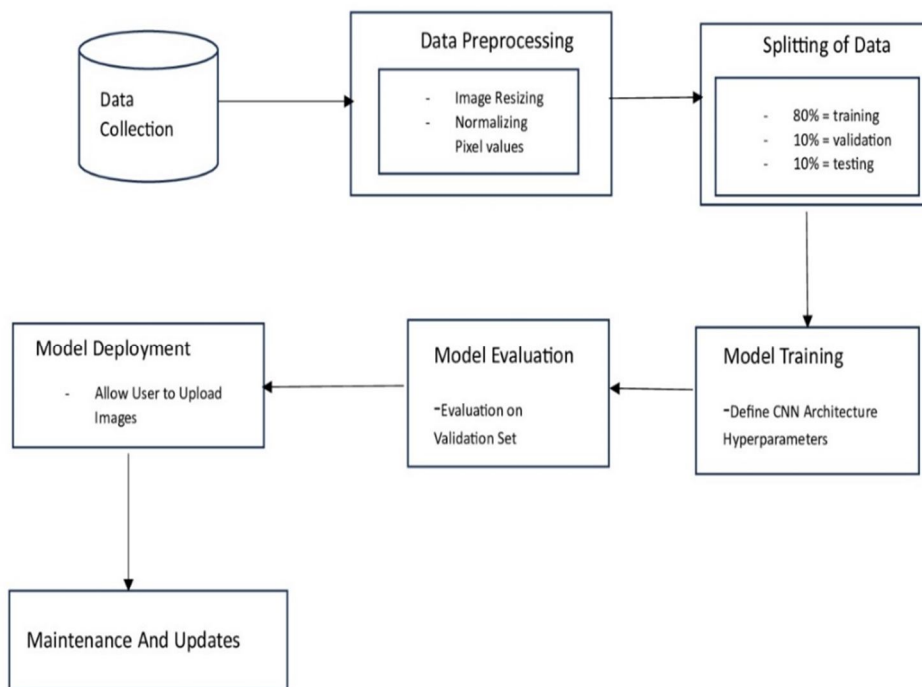 Data
Collection
Data Preprocessing
- Image Resizing
- Normalizing
Pixel values
Splitting of Data
- 80% = training
- 10% = validation
- 10% = testing
Model Training
-Define CNN Architecture
Hyperparameters
Model Evaluation
-Evaluation on
Validation Set
Model Deployment
- Allow User to Upload
Images
Maintenance And Updates